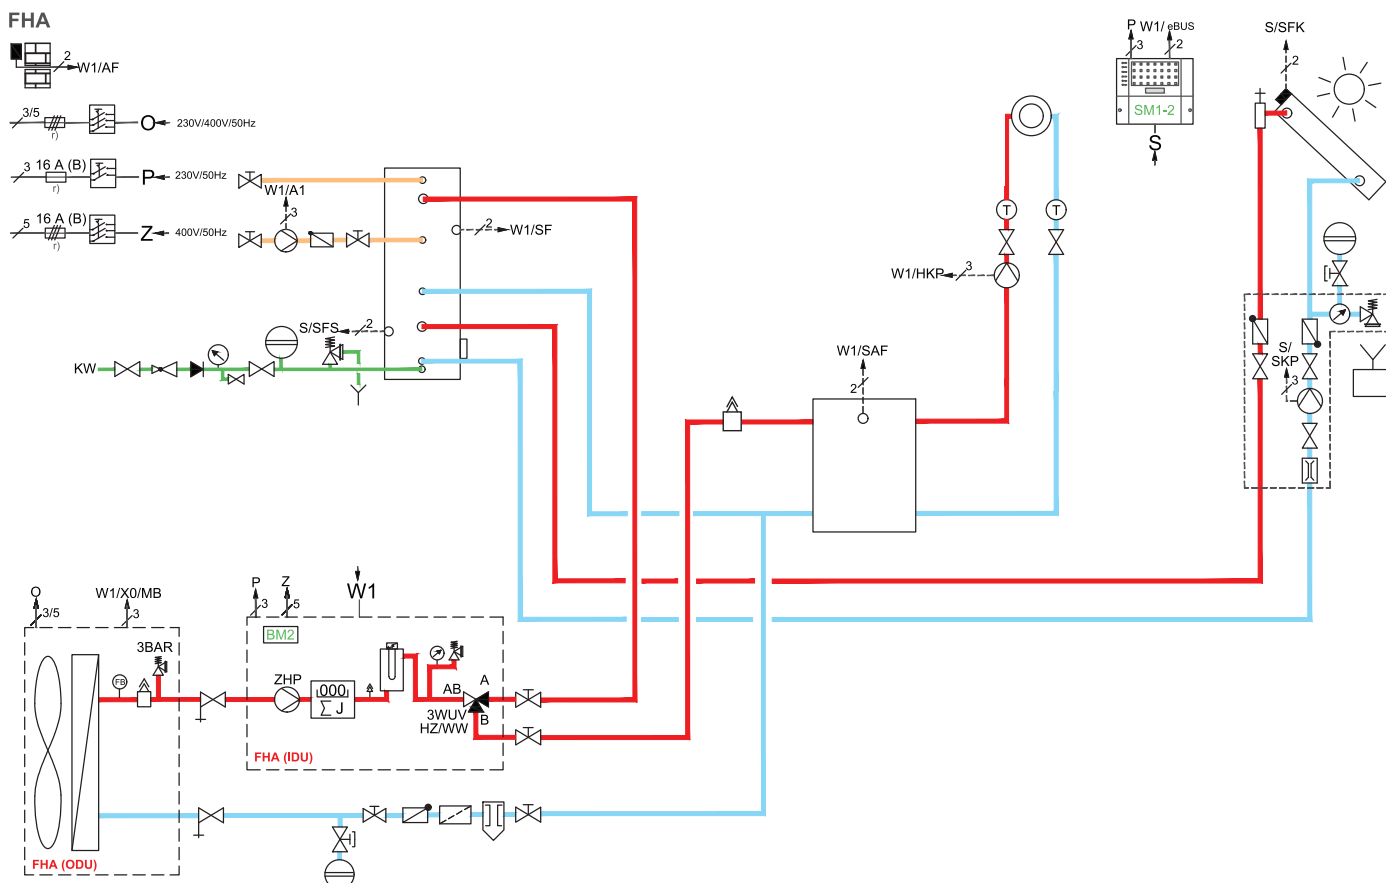 FHA
2
W1/AF
3/5
r)
O
230V/400V/50Hz
3
16 A (B)
r)
P
230V/50Hz
5
16 A (B)
r)
Z
400V/50Hz
W1/A1
3
2
W1/SF
S/SFS
2
KW
P
W1/ eBUS
3
2
SM1-2
S
S/SFK
2
T
T
W1/HKP
3
W1/SAF
2
S/
SKP
3
O
3/5
W1/X0/MB
3
3BAR
FB
FHA (ODU)
P
3
Z
5
W1
BM2
ZHP
000
Σ J
AB
A
B
3WUV
HZ/WW
FHA (IDU)